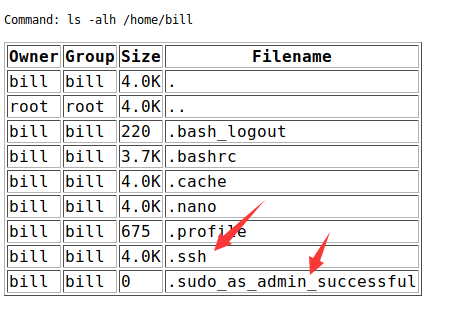 Command: ls -alh /home/bill
Owner Group Size Filename
bill bill 4.0K .
root root 4.0K ..
bill bill 220 .bash_logout
bill bill 3.7K .bashrc
bill bill 4.0K .cache
bill bill 4.0K .nano
bill bill 675 .profile
bill bill 4.0K .ssh
bill bill 0 .sudo_as_admin_successful